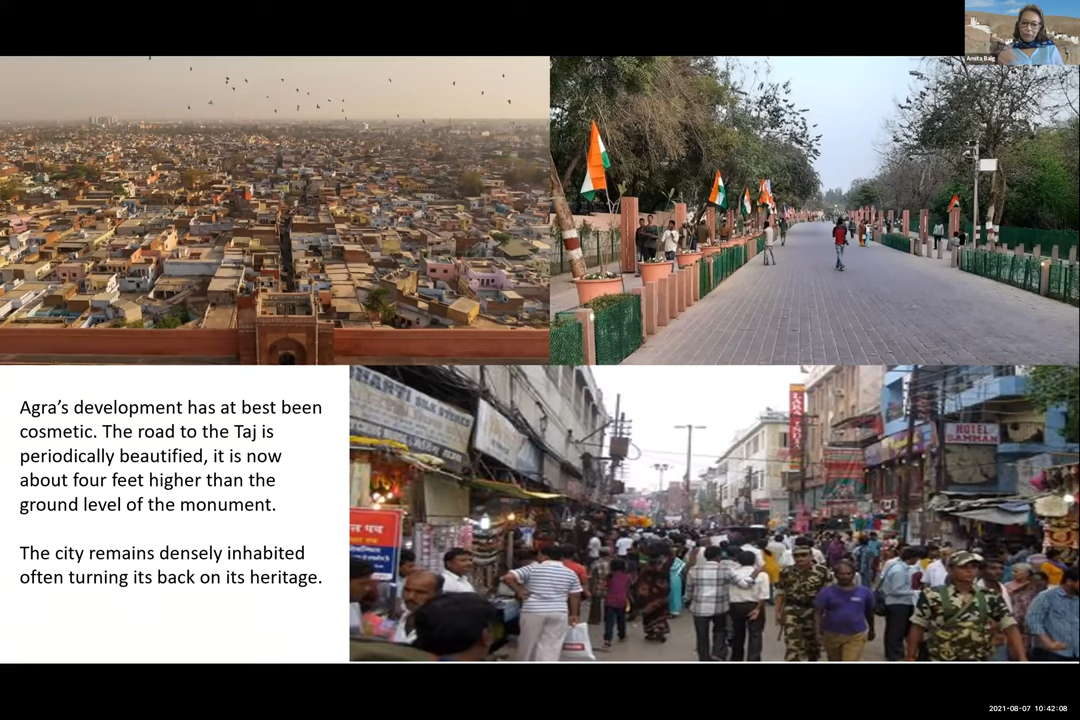 Amita Baig
Agra’s development has at best been
cosmetic. The road to the Taj is
periodically beautified, it is now
about four feet higher than the
ground level of the monument.
The city remains densely inhabited
often turning its back on its heritage.
HOTEL
SAMMAN
2021-08-07 10:42:08